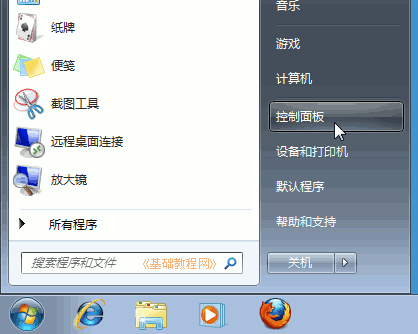 纸牌
便笺
截图工具
远程桌面连接
放大镜
所有程序
搜索程序和文件 《基础教程网》
音乐
游戏
计算机
控制面板
设备和打印机
默认程序
帮助和支持
关机